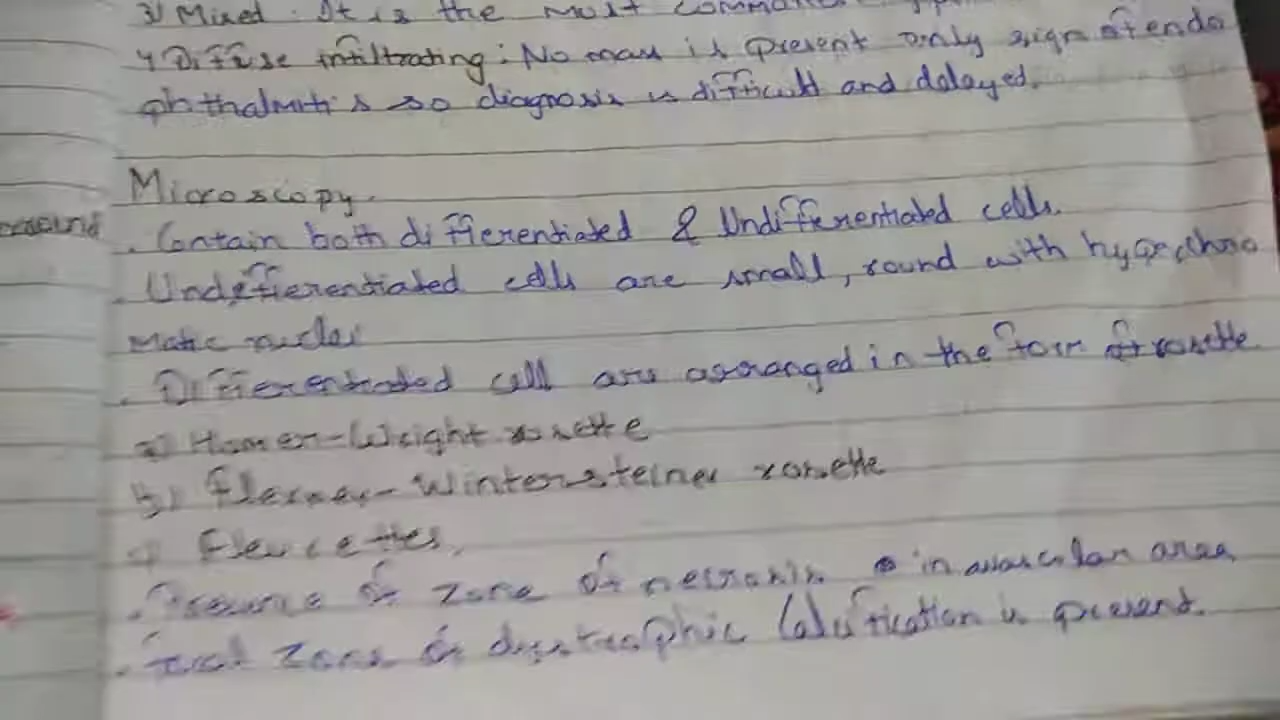 3) Mixed: It is the most common
4) Diffuse infiltrating: No mass is present only sign of endo
phthalmitis so diagnosis is difficult and delayed.
Microscopy.
. Contain both differentiated & Undifferentiated cells.
. Undifferentiated cells are small, round with hyperchro
matic nuclei
. Differentiated cell are arranged in the form of rosette.
a) Homer-Wright rosette
b) Flexner-Wintersteiner rosette
c) Fleurettes.
. Presence of zone of necrosis in avascular area
. focal zone of dystrophic calcification is present.